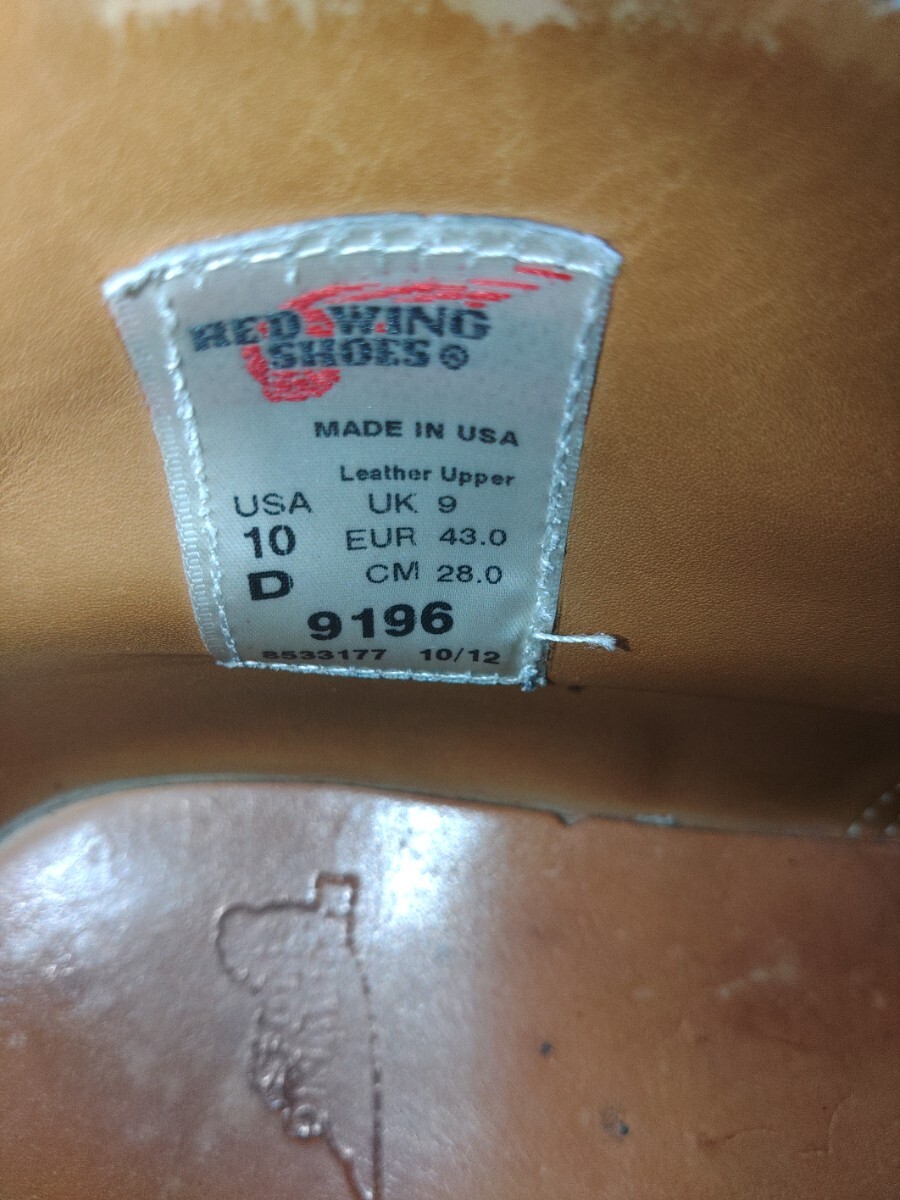 RED WING
SHOES ®
MADE IN USA
Leather Upper
USA UK 9
10 EUR 43.0
D CM 28.0
9196
8533177 10/12